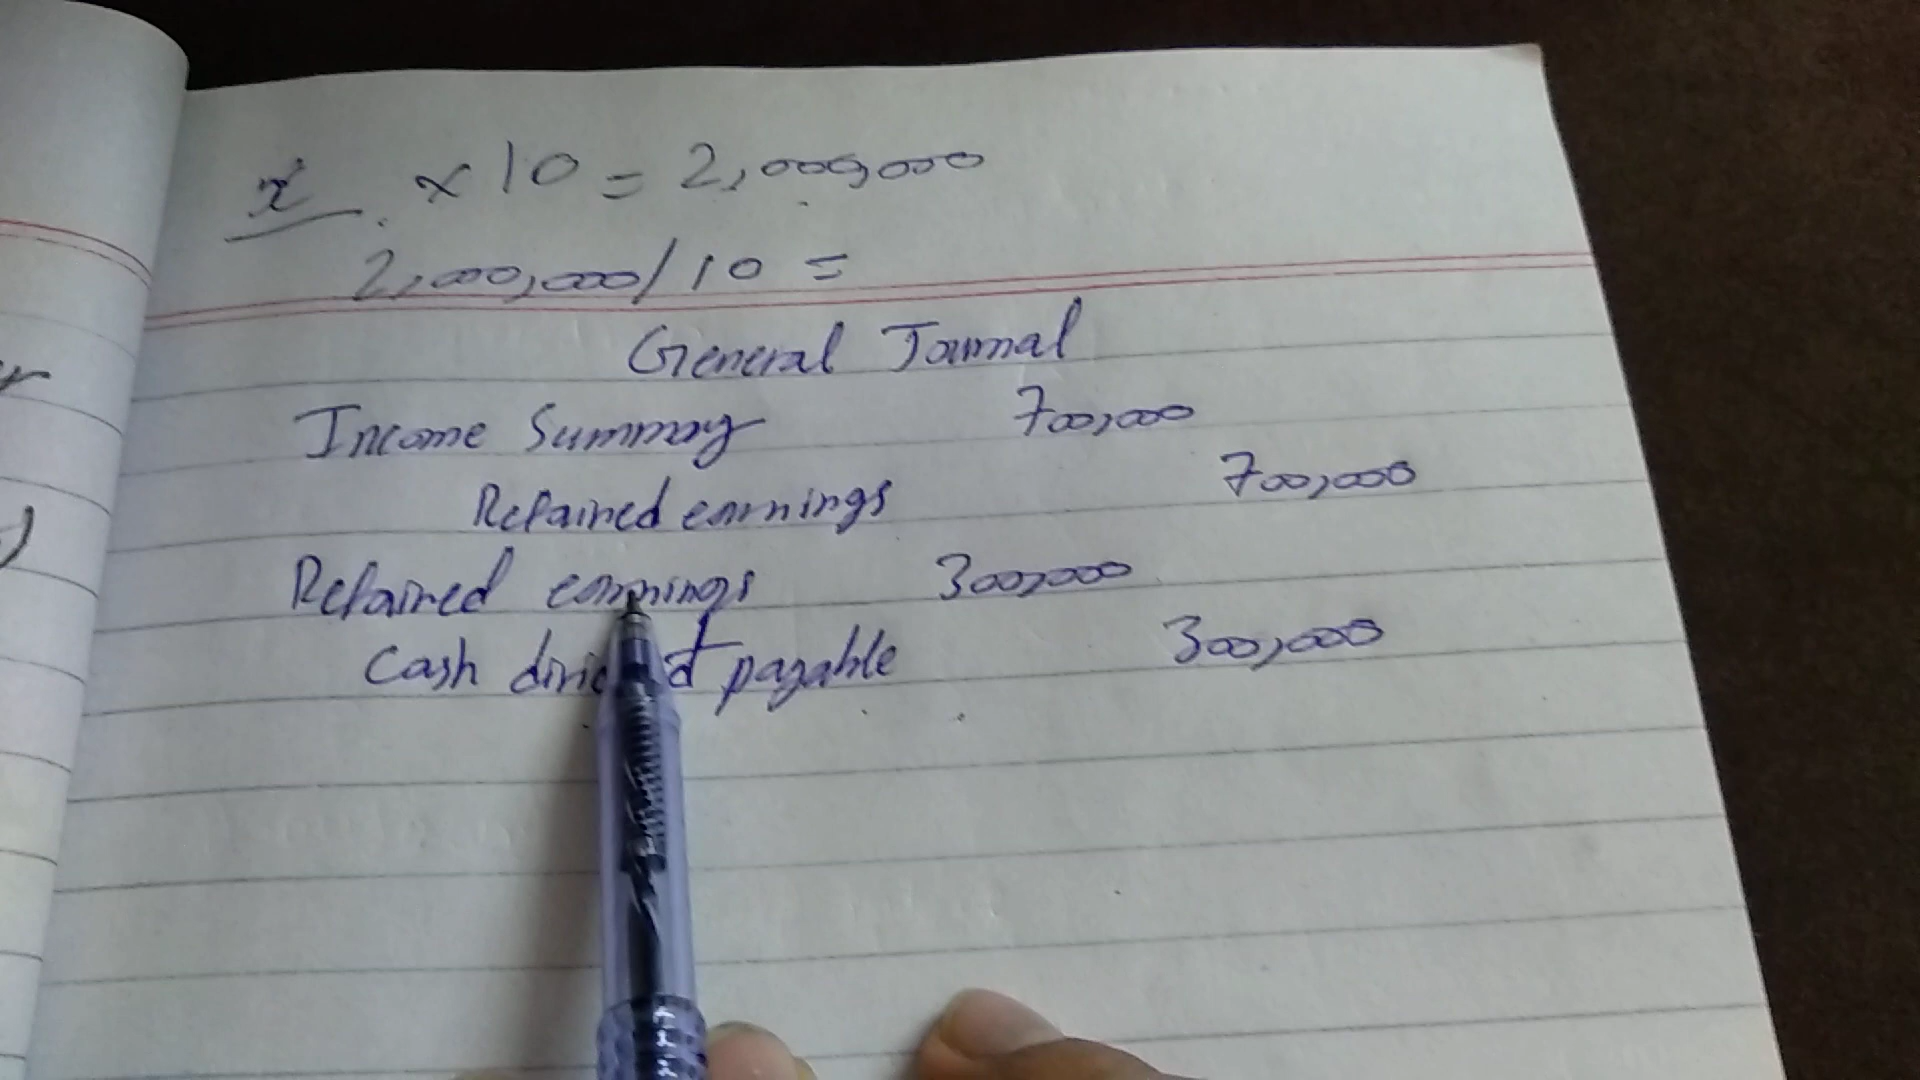 x × 10 = 2,000,000
2,000,000/10 =
General Journal
Income Summary 700,000
Retained earnings 700,000
Retained earnings 300,000
Cash payable 300,000